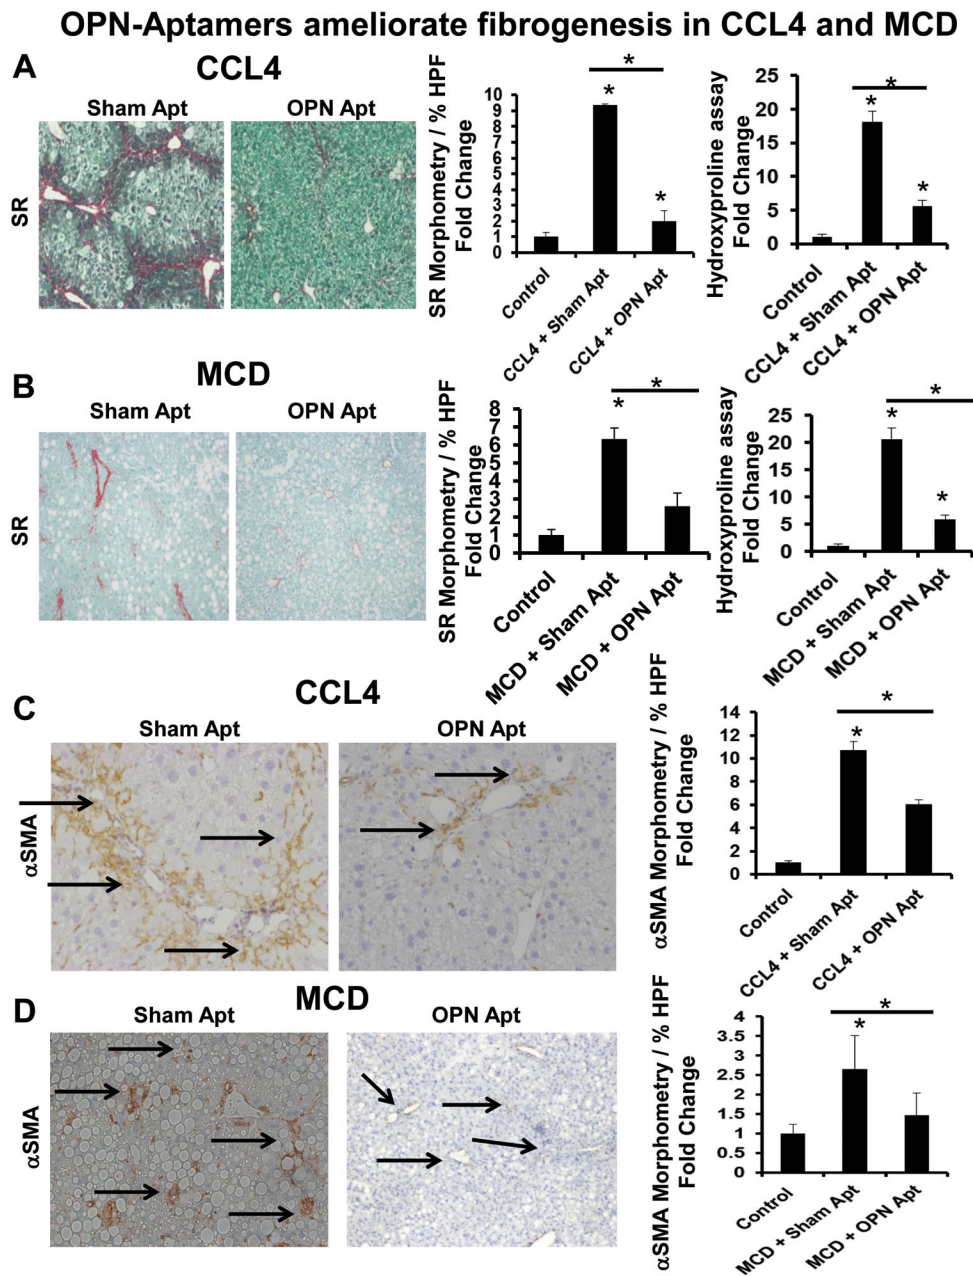 OPN-Aptamers ameliorate fibrogenesis in CCL4 and MCD
A
CCL4
Sham Apt
OPN Apt
SR
SR Morphometry / % HPF
Fold Change
10
9
8
7
6
5
4
3
2
1
0
*
*
*
Control
CCL4 + Sham Apt
CCL4 + OPN Apt
Hydroxyproline assay
Fold Change
25
20
15
10
5
0
*
*
*
Control
CCL4 + Sham Apt
CCL4 + OPN Apt
B
MCD
Sham Apt
OPN Apt
SR
SR Morphometry / % HPF
Fold Change
8
7
6
5
4
3
2
1
0
*
*
Control
MCD + Sham Apt
MCD + OPN Apt
Hydroxyproline assay
Fold Change
25
20
15
10
5
0
*
*
*
Control
MCD + Sham Apt
MCD + OPN Apt
C
CCL4
Sham Apt
OPN Apt
αSMA
αSMA Morphometry / % HPF
Fold Change
14
12
10
8
6
4
2
0
*
*
Control
CCL4 + Sham Apt
CCL4 + OPN Apt
D
MCD
Sham Apt
OPN Apt
αSMA
αSMA Morphometry / % HPF
Fold Change
4
3.5
3
2.5
2
1.5
1
0.5
0
*
*
Control
MCD + Sham Apt
MCD + OPN Apt